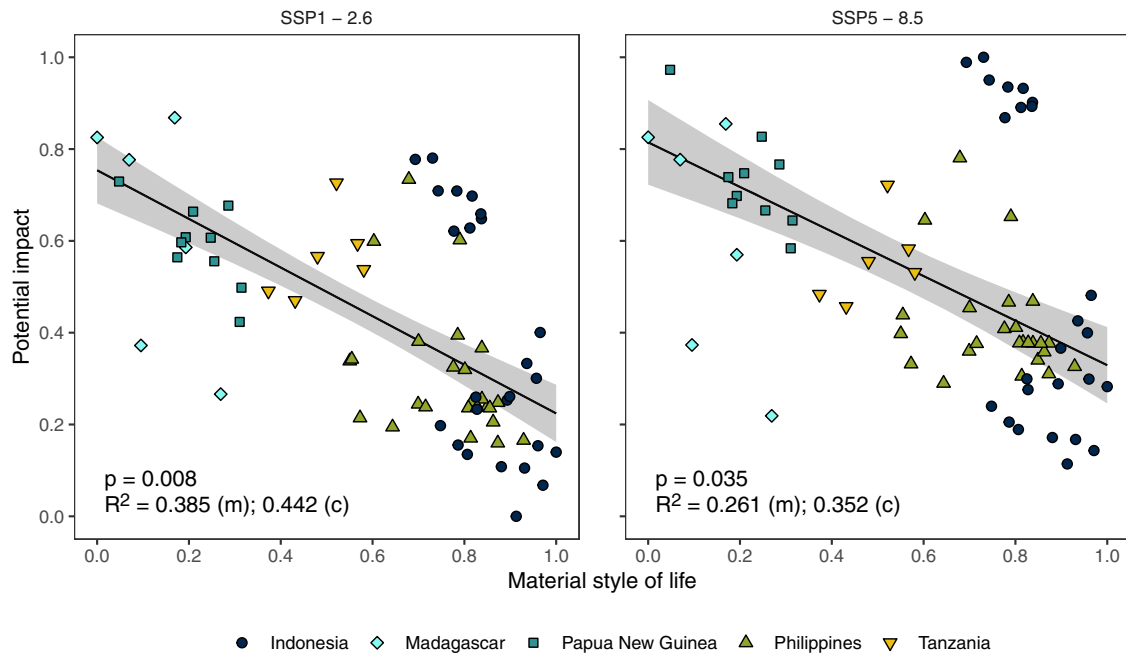 SSP1 − 2.6
SSP5 − 8.5
Potential impact
1.0
0.8
0.6
0.4
0.2
0.0
p = 0.008
R² = 0.385 (m); 0.442 (c)
p = 0.035
R² = 0.261 (m); 0.352 (c)
0.0 0.2 0.4 0.6 0.8 1.0
0.0 0.2 0.4 0.6 0.8 1.0
Material style of life
Indonesia Madagascar Papua New Guinea Philippines Tanzania